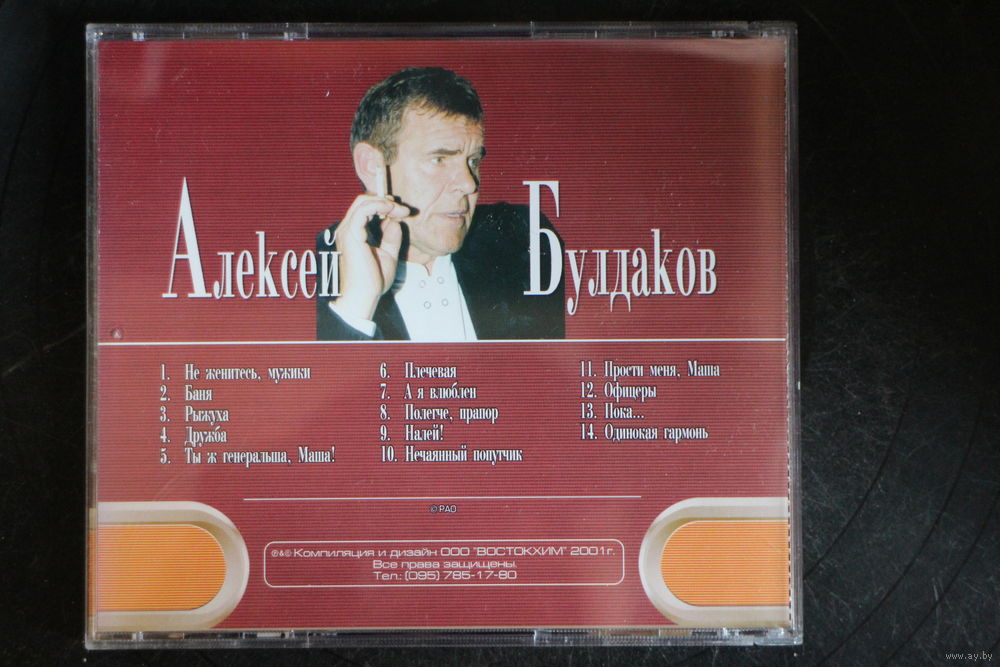 Алексей Булдаков
1. Не женитесь, мужики
2. Баня
3. Рыжуха
4. Дружба
5. Ты ж генеральша, Маша!
6. Плечевая
7. А я влюблен
8. Полегче, прапор
9. Налей!
10. Нечаянный попутчик
11. Прости меня, Маша
12. Офицеры
13. Пока...
14. Одинокая гармонь
© РАО
℗&© Компиляция и дизайн ООО "ВОСТОКХИМ" 2001г.
Все права защищены.
Тел.: (095) 785-17-80
www.ay.by